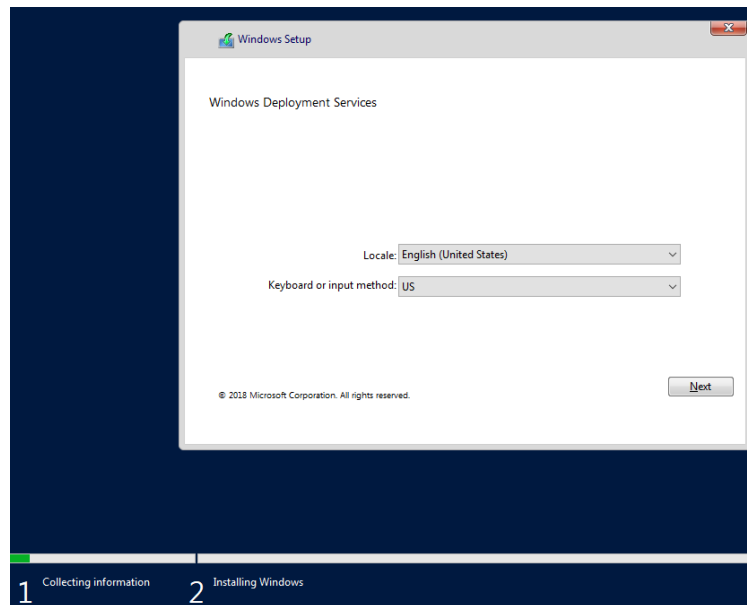 Windows Setup
Windows Deployment Services
Locale: English (United States)
Keyboard or input method: US
Next
© 2018 Microsoft Corporation. All rights reserved.
1 Collecting information 2 Installing Windows